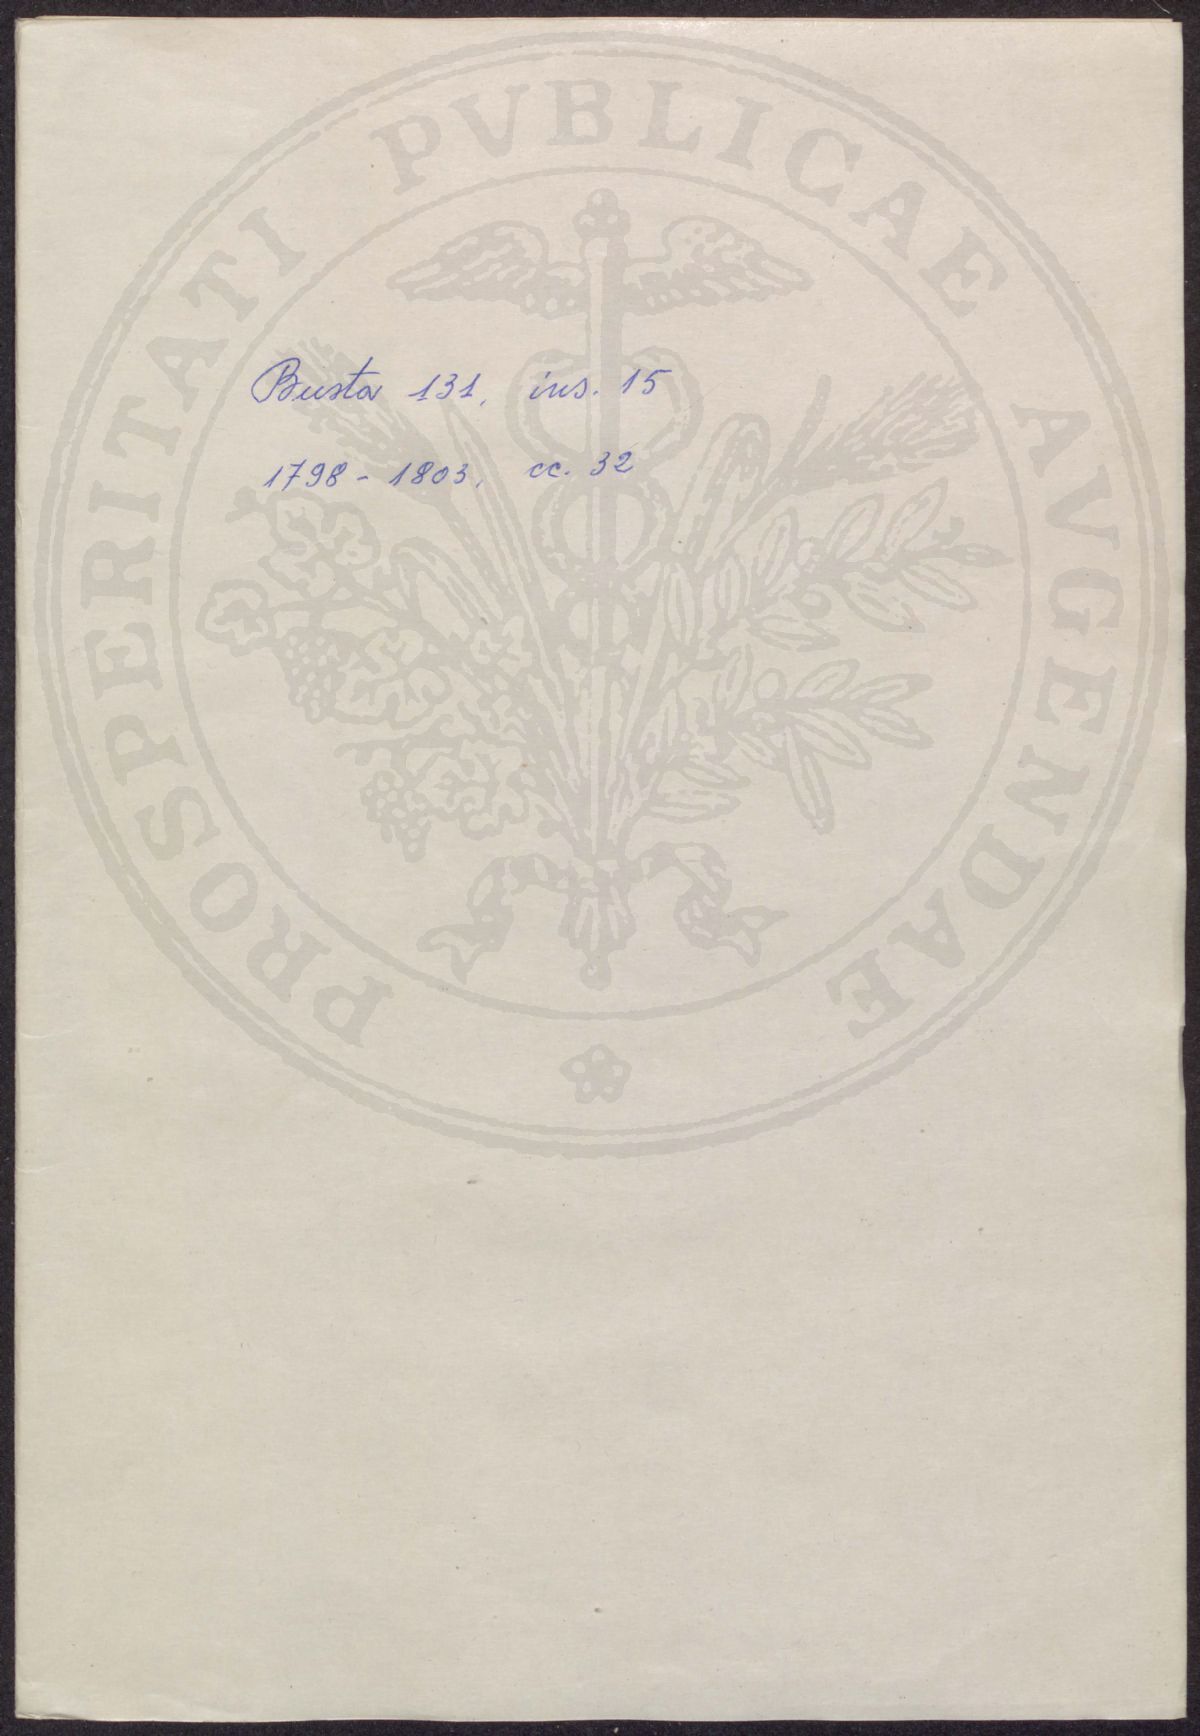 Busta 131, ins. 15
1798 - 1803, cc. 32
PROSPERITATI PVBLICAE AVGENDAE